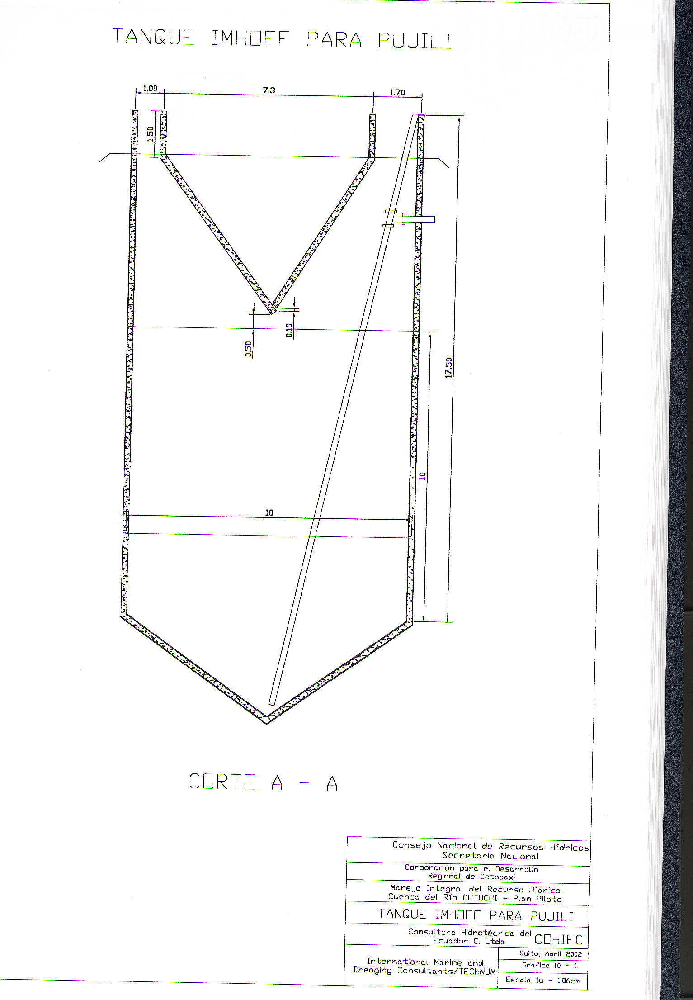 TANQUE IMHOFF PARA PUJILI
1.00
7.3
1.70
1.50
0.10
0.50
17.50
10
10
CORTE A - A
Consejo Nacional de Recursos Hídricos
Secretaría Nacional
Corporacion para el Desarrollo
Regional de Cotopaxi
Manejo Integral del Recurso Hídrico
Cuenca del Río CUTUCHI - Plan Piloto
TANQUE IMHOFF PARA PUJILI
Consultora Hidrotécnica del
Ecuador C. Ltda.
COHIEC
International Marine and
Dredging Consultants/TECHNUM
Quito, Abril 2002
Grafico 10 - 1
Escala 1u - 1.06cm